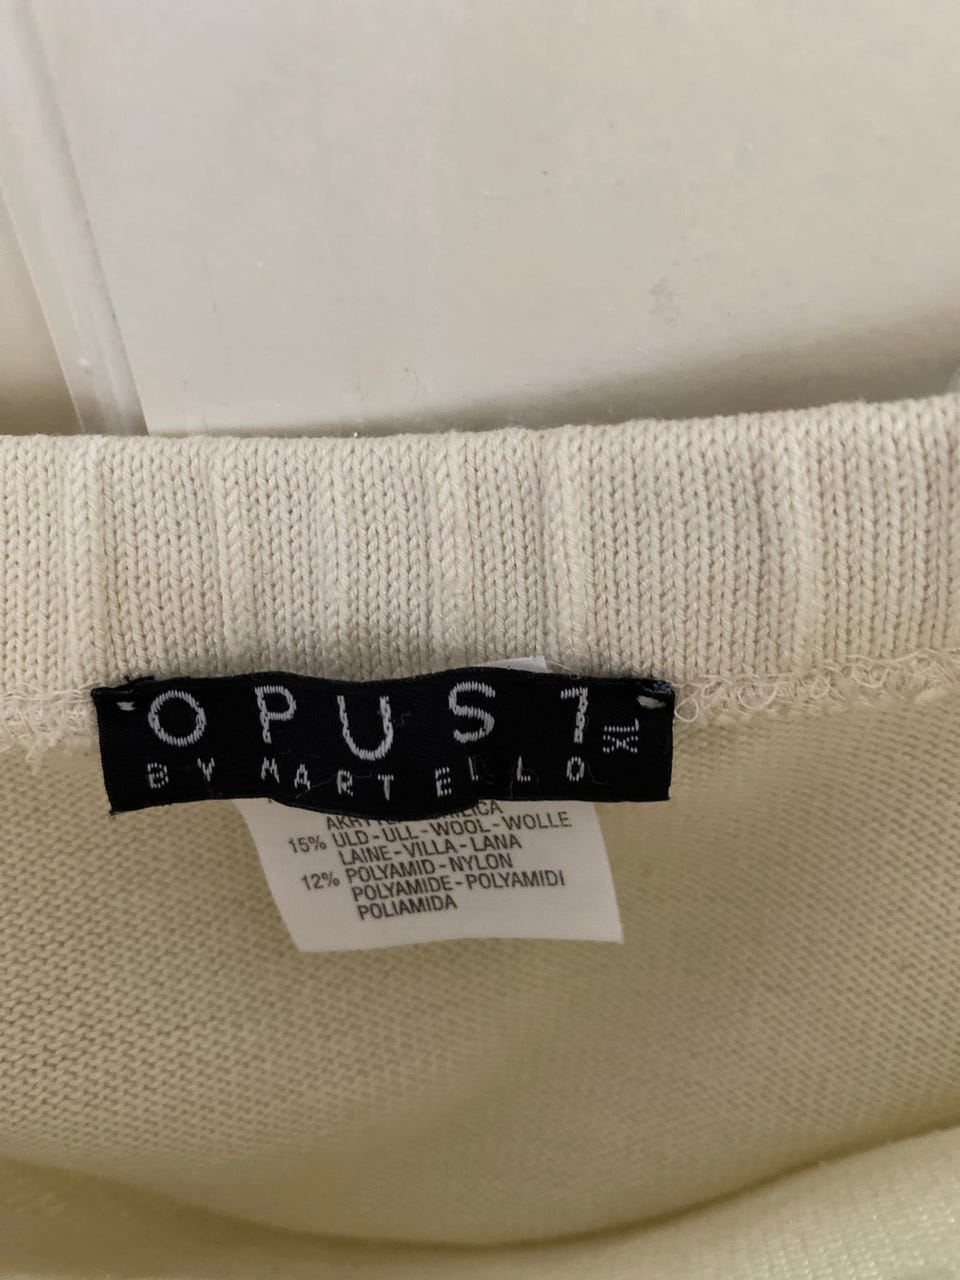 OPUS 1
XL
BY MARTELLO
15% ULD-ULL-WOOL-WOLLE
LAINE-VILLA-LANA
12% POLYAMID-NYLON
POLYAMIDE-POLYAMIDI
POLIAMIDA